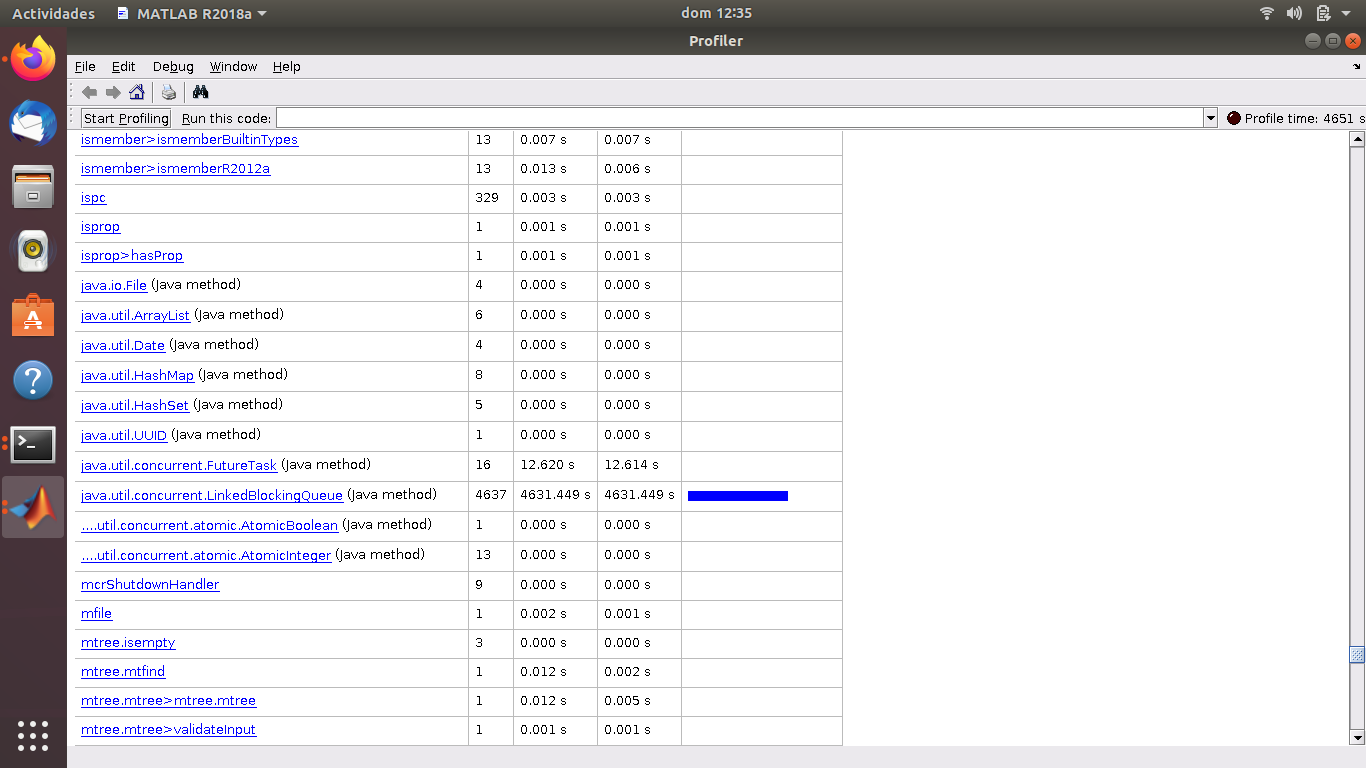 Actividades MATLAB R2018a dom 12:35
Profiler
File Edit Debug Window Help
Start Profiling Run this code: Profile time: 4651 s
ismember>ismemberBuiltinTypes 13 0.007 s 0.007 s
ismember>ismemberR2012a 13 0.013 s 0.006 s
ispc 329 0.003 s 0.003 s
isprop 1 0.001 s 0.001 s
isprop>hasProp 1 0.001 s 0.001 s
java.io.File (Java method) 4 0.000 s 0.000 s
java.util.ArrayList (Java method) 6 0.000 s 0.000 s
java.util.Date (Java method) 4 0.000 s 0.000 s
java.util.HashMap (Java method) 8 0.000 s 0.000 s
java.util.HashSet (Java method) 5 0.000 s 0.000 s
java.util.UUID (Java method) 1 0.000 s 0.000 s
java.util.concurrent.FutureTask (Java method) 16 12.620 s 12.614 s
java.util.concurrent.LinkedBlockingQueue (Java method) 4637 4631.449 s 4631.449 s
....util.concurrent.atomic.AtomicBoolean (Java method) 1 0.000 s 0.000 s
....util.concurrent.atomic.AtomicInteger (Java method) 13 0.000 s 0.000 s
mcrShutdownHandler 9 0.000 s 0.000 s
mfile 1 0.002 s 0.001 s
mtree.isempty 3 0.000 s 0.000 s
mtree.mtfind 1 0.012 s 0.002 s
mtree.mtree>mtree.mtree 1 0.012 s 0.005 s
mtree.mtree>validateInput 1 0.001 s 0.001 s